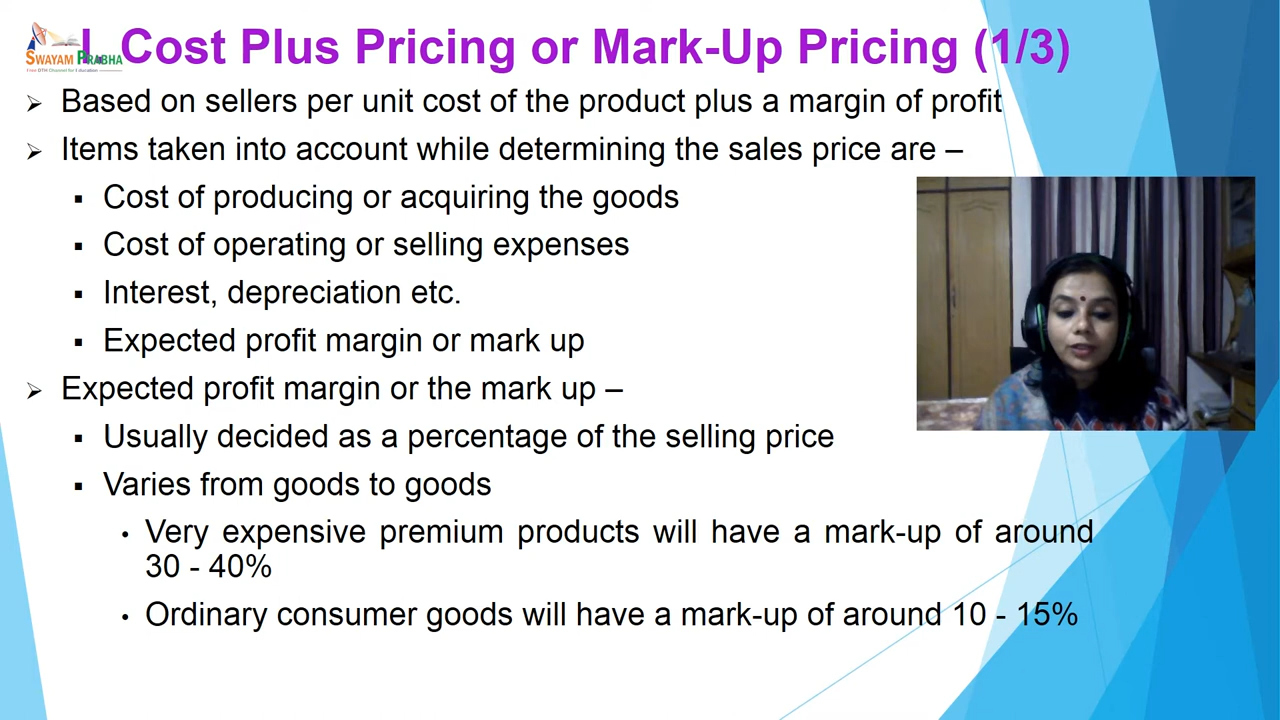 I. Cost Plus Pricing or Mark-Up Pricing (1/3)
SWAYAM PRABHA
Based on sellers per unit cost of the product plus a margin of profit
Items taken into account while determining the sales price are –
Cost of producing or acquiring the goods
Cost of operating or selling expenses
Interest, depreciation etc.
Expected profit margin or mark up
Expected profit margin or the mark up –
Usually decided as a percentage of the selling price
Varies from goods to goods
Very expensive premium products will have a mark-up of around
30 - 40%
Ordinary consumer goods will have a mark-up of around 10 - 15%